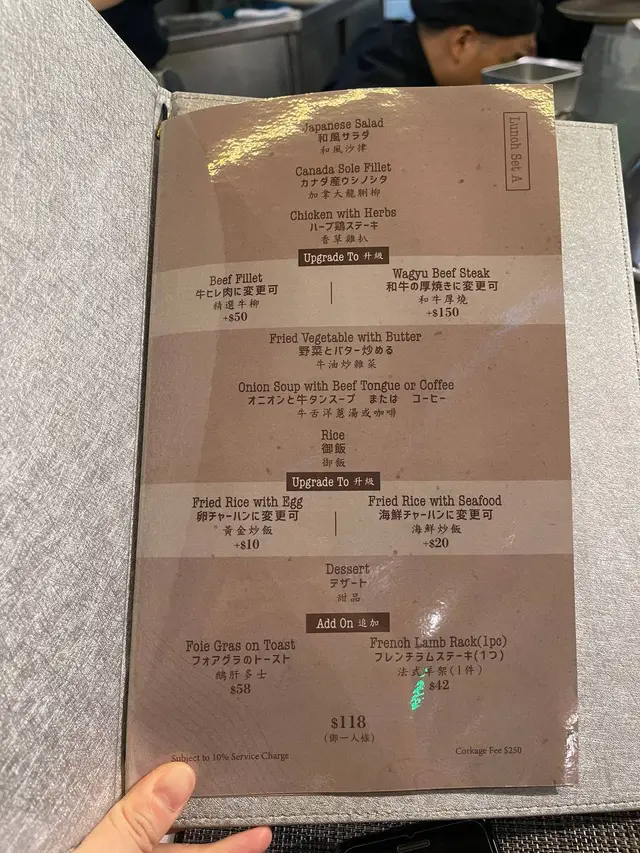 Lunch Set A
Japanese Salad
和風サラダ
和風沙律
Canada Sole Fillet
カナダ産ウシノシタ
加拿大龍脷柳
Chicken with Herbs
ハーブ鶏ステーキ
香草雞扒
Upgrade To 升級
Beef Fillet
牛ヒレ肉に変更可
精選牛柳
+$50
Wagyu Beef Steak
和牛の厚焼きに変更可
和牛厚燒
+$150
Fried Vegetable with Butter
野菜とバター炒める
牛油炒雜菜
Onion Soup with Beef Tongue or Coffee
オニオンと牛タンスープ または コーヒー
牛舌洋蔥湯或咖啡
Rice
御飯
御飯
Upgrade To 升級
Fried Rice with Egg
卵チャーハンに変更可
黃金炒飯
+$10
Fried Rice with Seafood
海鮮チャーハンに変更可
海鮮炒飯
+$20
Dessert
デザート
甜品
Add On 追加
Foie Gras on Toast
フォアグラのトースト
鵝肝多士
$58
French Lamb Rack(1pc)
フレンチラムステーキ(1つ)
法式羊架(1件)
$42
$118
(御一人様)
Subject to 10% Service Charge
Corkage Fee $250